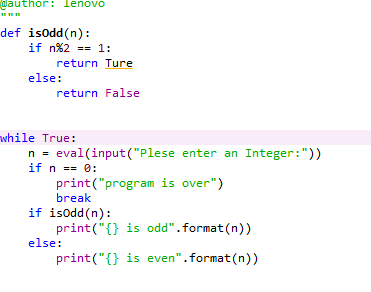 @author: lenovo
"""
def isOdd(n):
    if n%2 == 1:
        return Ture
    else:
        return False
while True:
    n = eval(input("Plese enter an Integer:"))
    if n == 0:
        print("program is over")
        break
    if isOdd(n):
        print("{} is odd".format(n))
    else:
        print("{} is even".format(n))